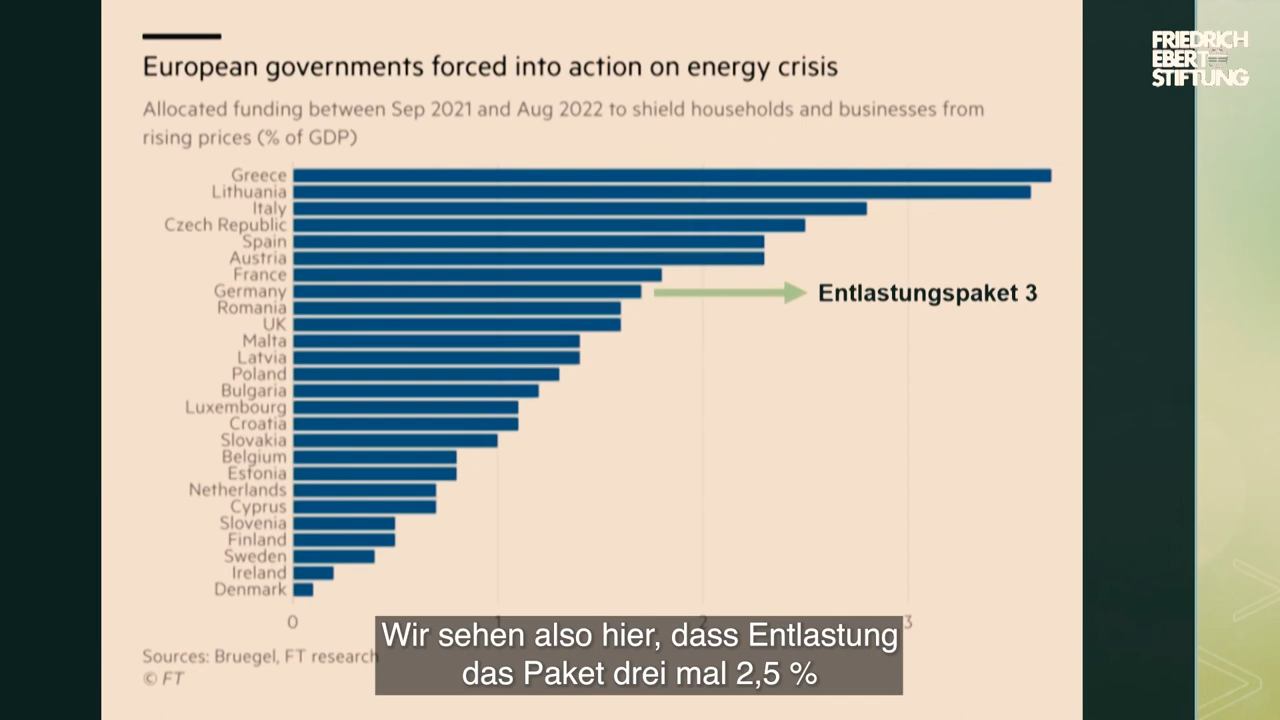 FRIEDRICH
EBERT
STIFTUNG
European governments forced into action on energy crisis
Allocated funding between Sep 2021 and Aug 2022 to shield households and businesses from
rising prices (% of GDP)
Greece
Lithuania
Italy
Czech Republic
Spain
Austria
France
Germany
Entlastungspaket 3
Romania
UK
Malta
Latvia
Poland
Bulgaria
Luxembourg
Croatia
Slovakia
Belgium
Estonia
Netherlands
Cyprus
Slovenia
Finland
Sweden
Ireland
Denmark
0 1 2 3
Wir sehen also hier, dass Entlastung
das Paket drei mal 2,5 %
Sources: Bruegel, FT research
© FT